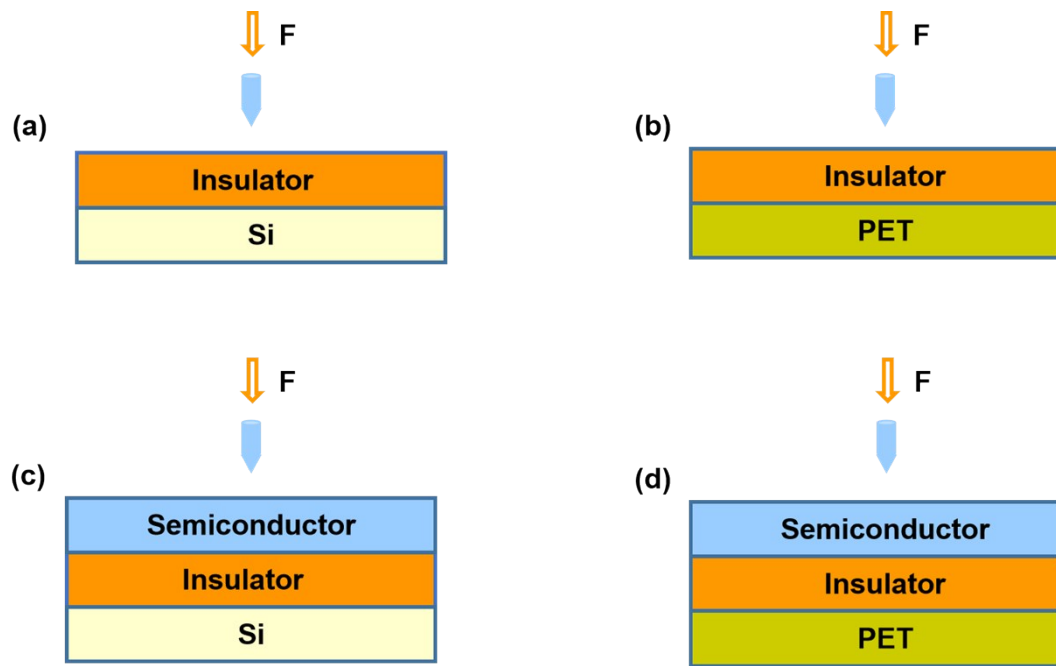 F
F
(a)
(b)
Insulator
Insulator
Si
PET
F
F
(c)
(d)
Semiconductor
Semiconductor
Insulator
Insulator
Si
PET